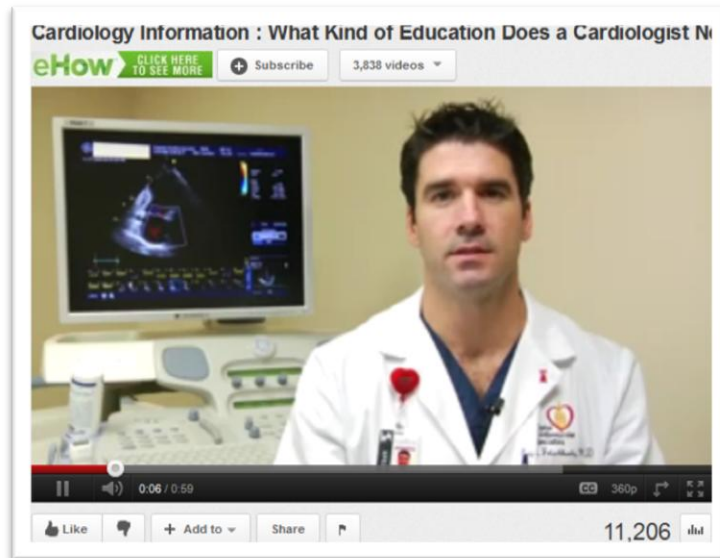 Cardiology Information : What Kind of Education Does a Cardiologist
eHow CLICK HERE
TO SEE MORE
Subscribe
3,838 videos
0:06 / 0:59
CC
360p
Like
Add to
Share
11,206